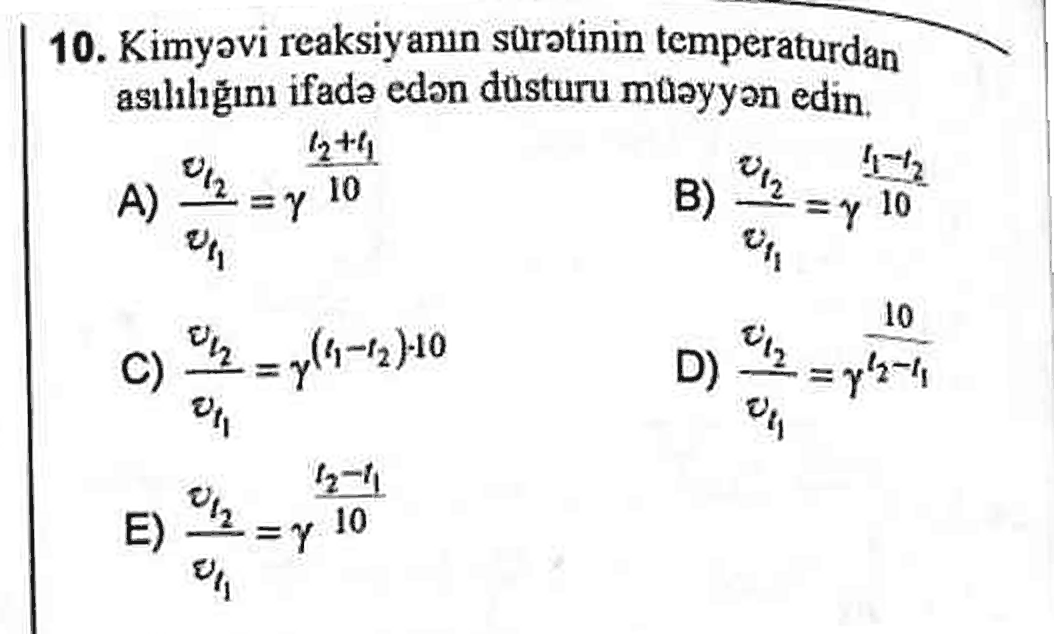 10. Kimyəvi reaksiyanın sürətinin temperaturdan
asılılığını ifadə edən düsturu müəyyən edin.
A) υt₂/υt₁ = γ^((t₂+t₁)/10)
B) υt₂/υt₁ = γ^((t₁−t₂)/10)
C) υt₂/υt₁ = γ^((t₁−t₂)·10)
D) υt₂/υt₁ = γ^(10/(t₂−t₁))
E) υt₂/υt₁ = γ^((t₂−t₁)/10)